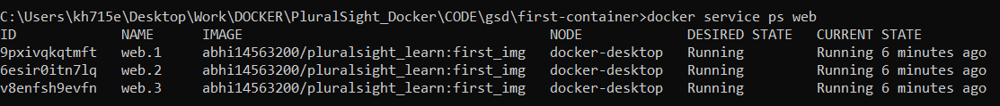 C:\Users\kh715e\Desktop\Work\DOCKER\PluralSight_Docker\CODE\gsd\first-container>docker service ps web
ID NAME IMAGE NODE DESIRED STATE CURRENT STATE
9pxivqkqtmft web.1 abhi14563200/pluralsight_learn:first_img docker-desktop Running Running 6 minutes ago
6esir0itn7lq web.2 abhi14563200/pluralsight_learn:first_img docker-desktop Running Running 6 minutes ago
v8enfsh9evfn web.3 abhi14563200/pluralsight_learn:first_img docker-desktop Running Running 6 minutes ago